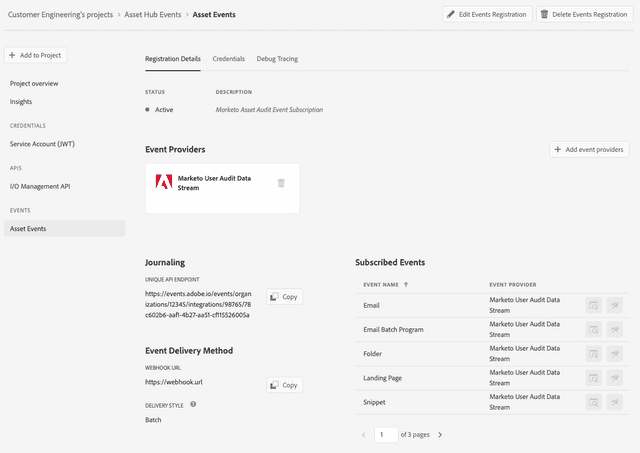 Customer Engineering's projects > Asset Hub Events > Asset Events
Edit Events Registration
Delete Events Registration
+ Add to Project
Project overview
Insights
CREDENTIALS
Service Account (JWT)
APIS
I/O Management API
EVENTS
Asset Events
Registration Details
Credentials
Debug Tracing
STATUS
DESCRIPTION
Active
Marketo Asset Audit Event Subscription
Event Providers
+ Add event providers
Marketo User Audit Data
Stream
Journaling
UNIQUE API ENDPOINT
https://events.adobe.io/events/organ
izations/12345/integrations/98765/78
c602b6-aaf1-4b27-aa51-cf115526005a
Copy
Event Delivery Method
WEBHOOK URL
https://webhook.url
Copy
DELIVERY STYLE ?
Batch
Subscribed Events
EVENT NAME ↑
EVENT PROVIDER
Email
Marketo User Audit Data
Stream
Email Batch Program
Marketo User Audit Data
Stream
Folder
Marketo User Audit Data
Stream
Landing Page
Marketo User Audit Data
Stream
Snippet
Marketo User Audit Data
Stream
< 1 of 3 pages >